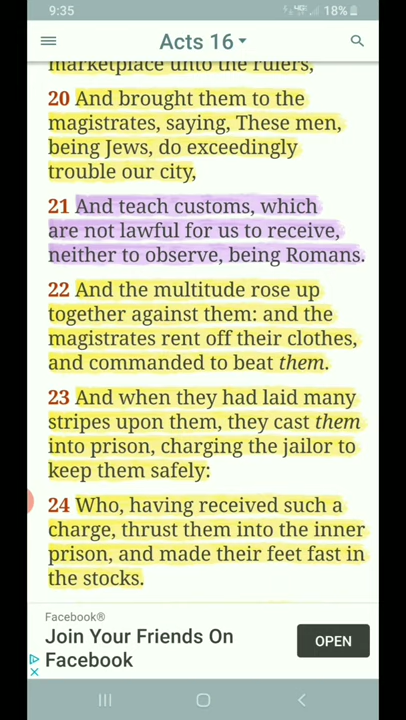 9:35
4G
18%
Acts 16
marketplace unto the rulers,
20 And brought them to the
magistrates, saying, These men,
being Jews, do exceedingly
trouble our city,
21 And teach customs, which
are not lawful for us to receive,
neither to observe, being Romans.
22 And the multitude rose up
together against them: and the
magistrates rent off their clothes,
and commanded to beat them.
23 And when they had laid many
stripes upon them, they cast them
into prison, charging the jailor to
keep them safely:
24 Who, having received such a
charge, thrust them into the inner
prison, and made their feet fast in
the stocks.
Facebook®
Join Your Friends On
Facebook
OPEN